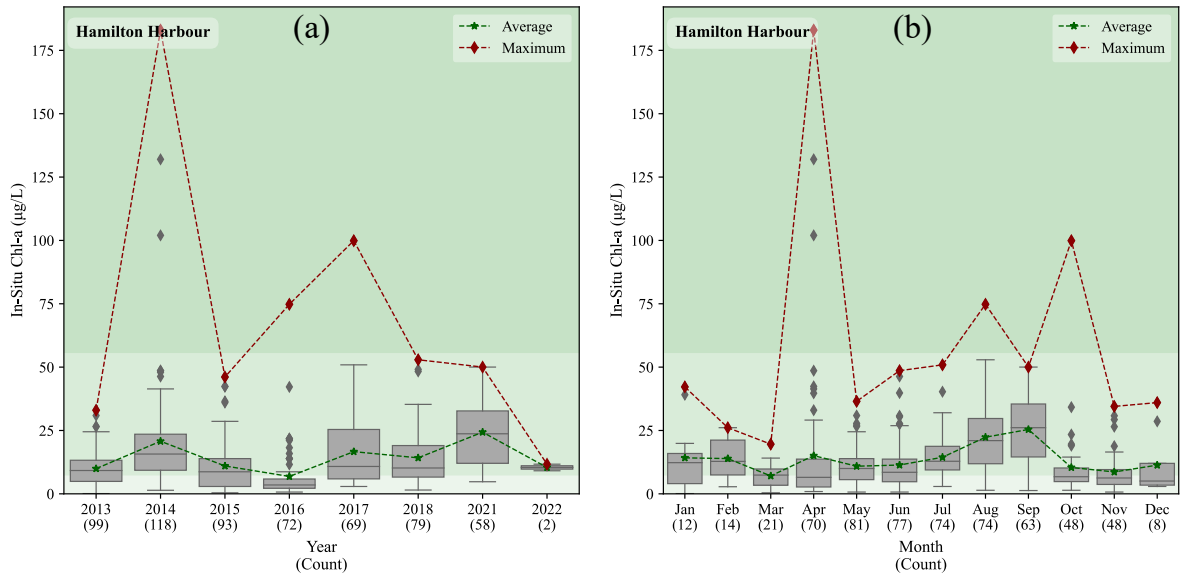 (a)
Hamilton Harbour
Average
Maximum
In-Situ Chl-a (µg/L)
175
150
125
100
75
50
25
0
2013 2014 2015 2016 2017 2018 2021 2022
(99) (118) (93) (72) (69) (79) (58) (2)
Year
(Count)
(b)
Hamilton Harbour
Average
Maximum
In-Situ Chl-a (µg/L)
175
150
125
100
75
50
25
0
Jan Feb Mar Apr May Jun Jul Aug Sep Oct Nov Dec
(12) (14) (21) (70) (81) (77) (74) (74) (63) (48) (48) (8)
Month
(Count)